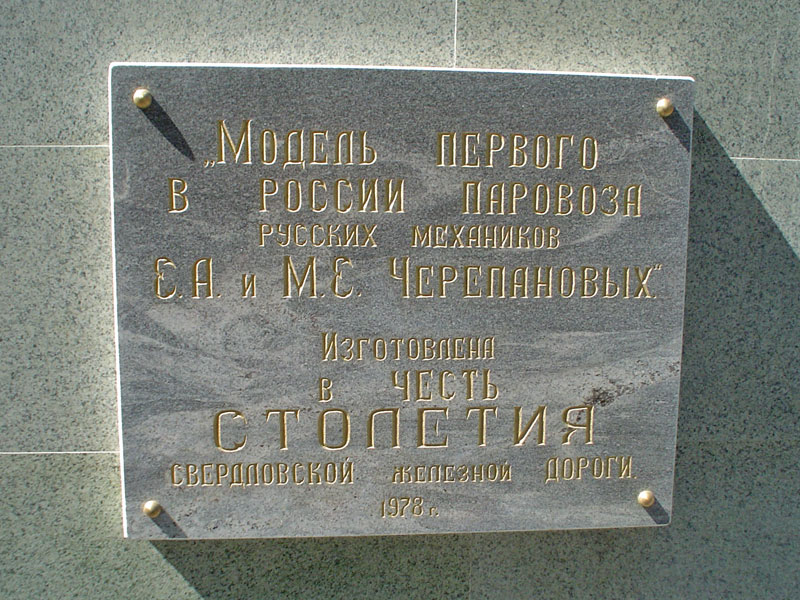 „Модель первого
в России паровоза
русских механиков
Е.А. и М.Е. Черепановых."
Изготовлена
в честь
СТОЛЕТИЯ
Свердловской железной дороги.
1978 г.